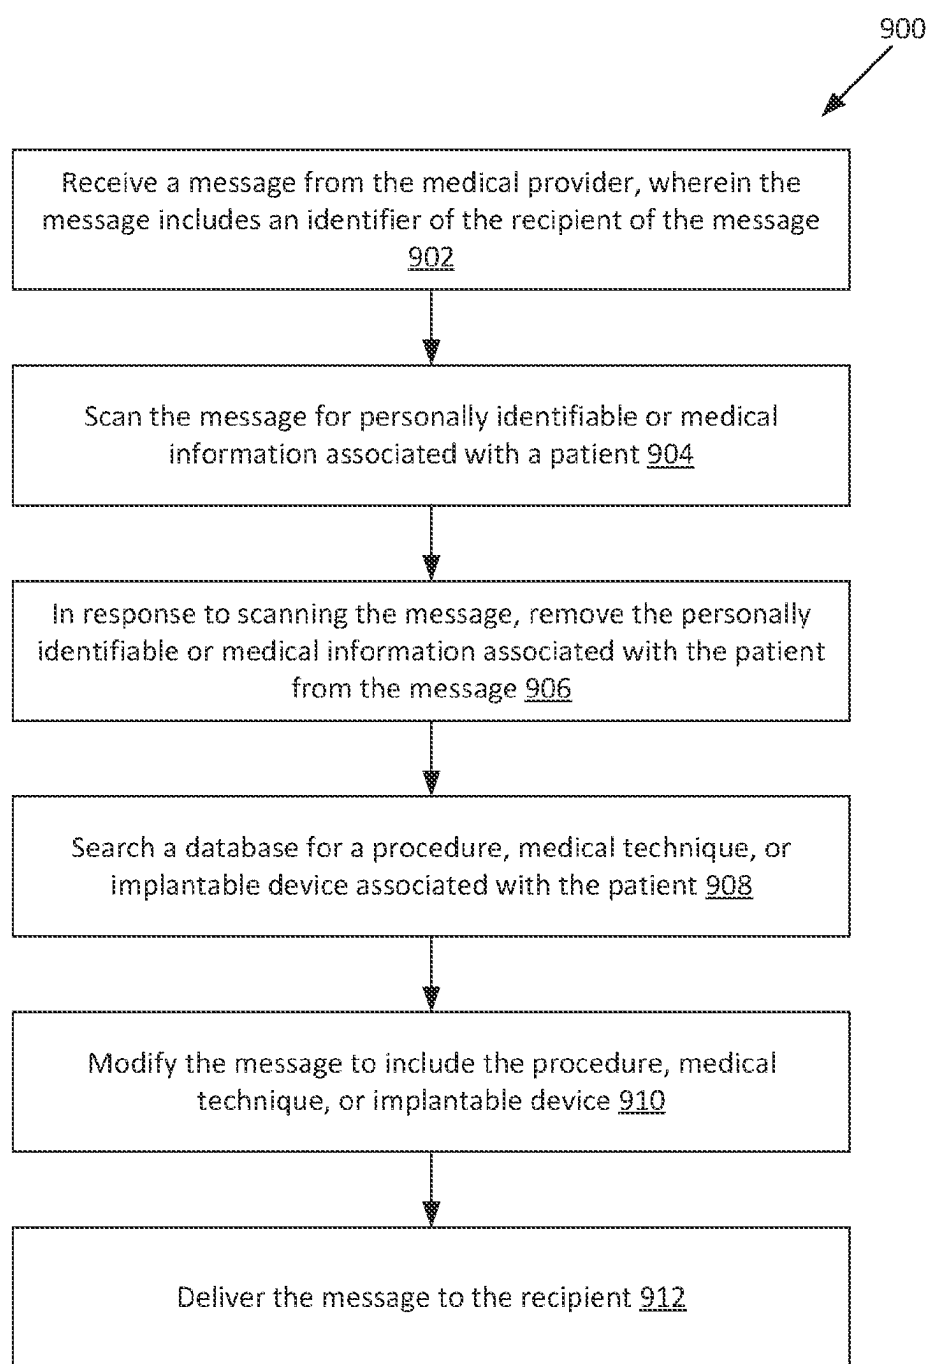 900
Receive a message from the medical provider, wherein the
message includes an identifier of the recipient of the message
902
Scan the message for personally identifiable or medical
information associated with a patient 904
In response to scanning the message, remove the personally
identifiable or medical information associated with the patient
from the message 906
Search a database for a procedure, medical technique, or
implantable device associated with the patient 908
Modify the message to include the procedure, medical
technique, or implantable device 910
Deliver the message to the recipient 912